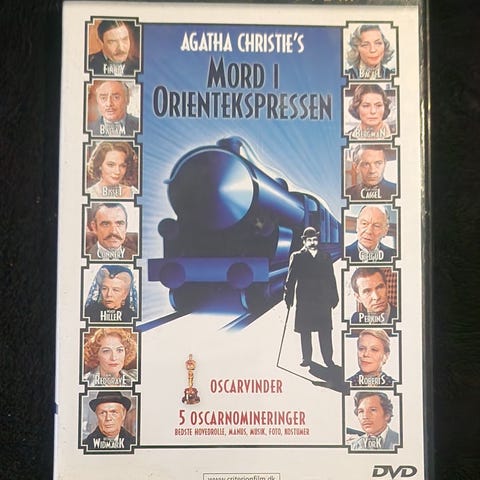 AGATHA CHRISTIE'S
MORD I
ORIENTEKSPRESSEN
FINNEY
BALSAM
BISSET
CONNERY
HILLER
REDGRAVE
WIDMARK
BACALL
BERGMAN
CASSEL
GIELGUD
PERKINS
ROBERTS
YORK
OSCARVINDER
5 OSCARNOMINERINGER
BEDSTE HOVEDROLLE, MANUS, MUSIK, FOTO, KOSTUMER
www.criterionfilm.dk
DVD